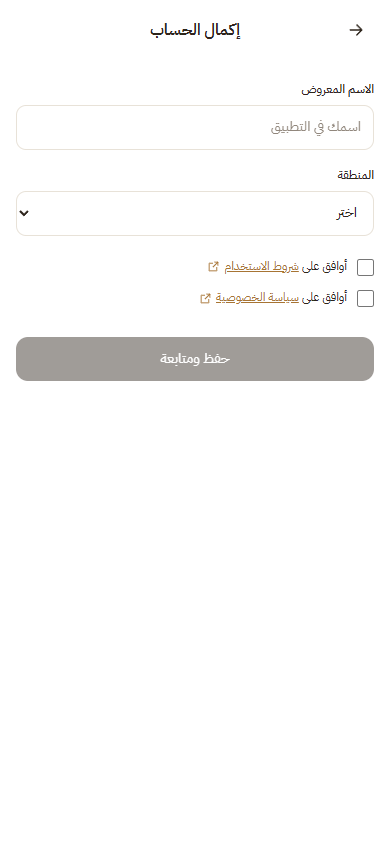 إكمال الحساب
الاسم المعروض
اسمك في التطبيق
المنطقة
اختر
أوافق على شروط الاستخدام
أوافق على سياسة الخصوصية
حفظ ومتابعة